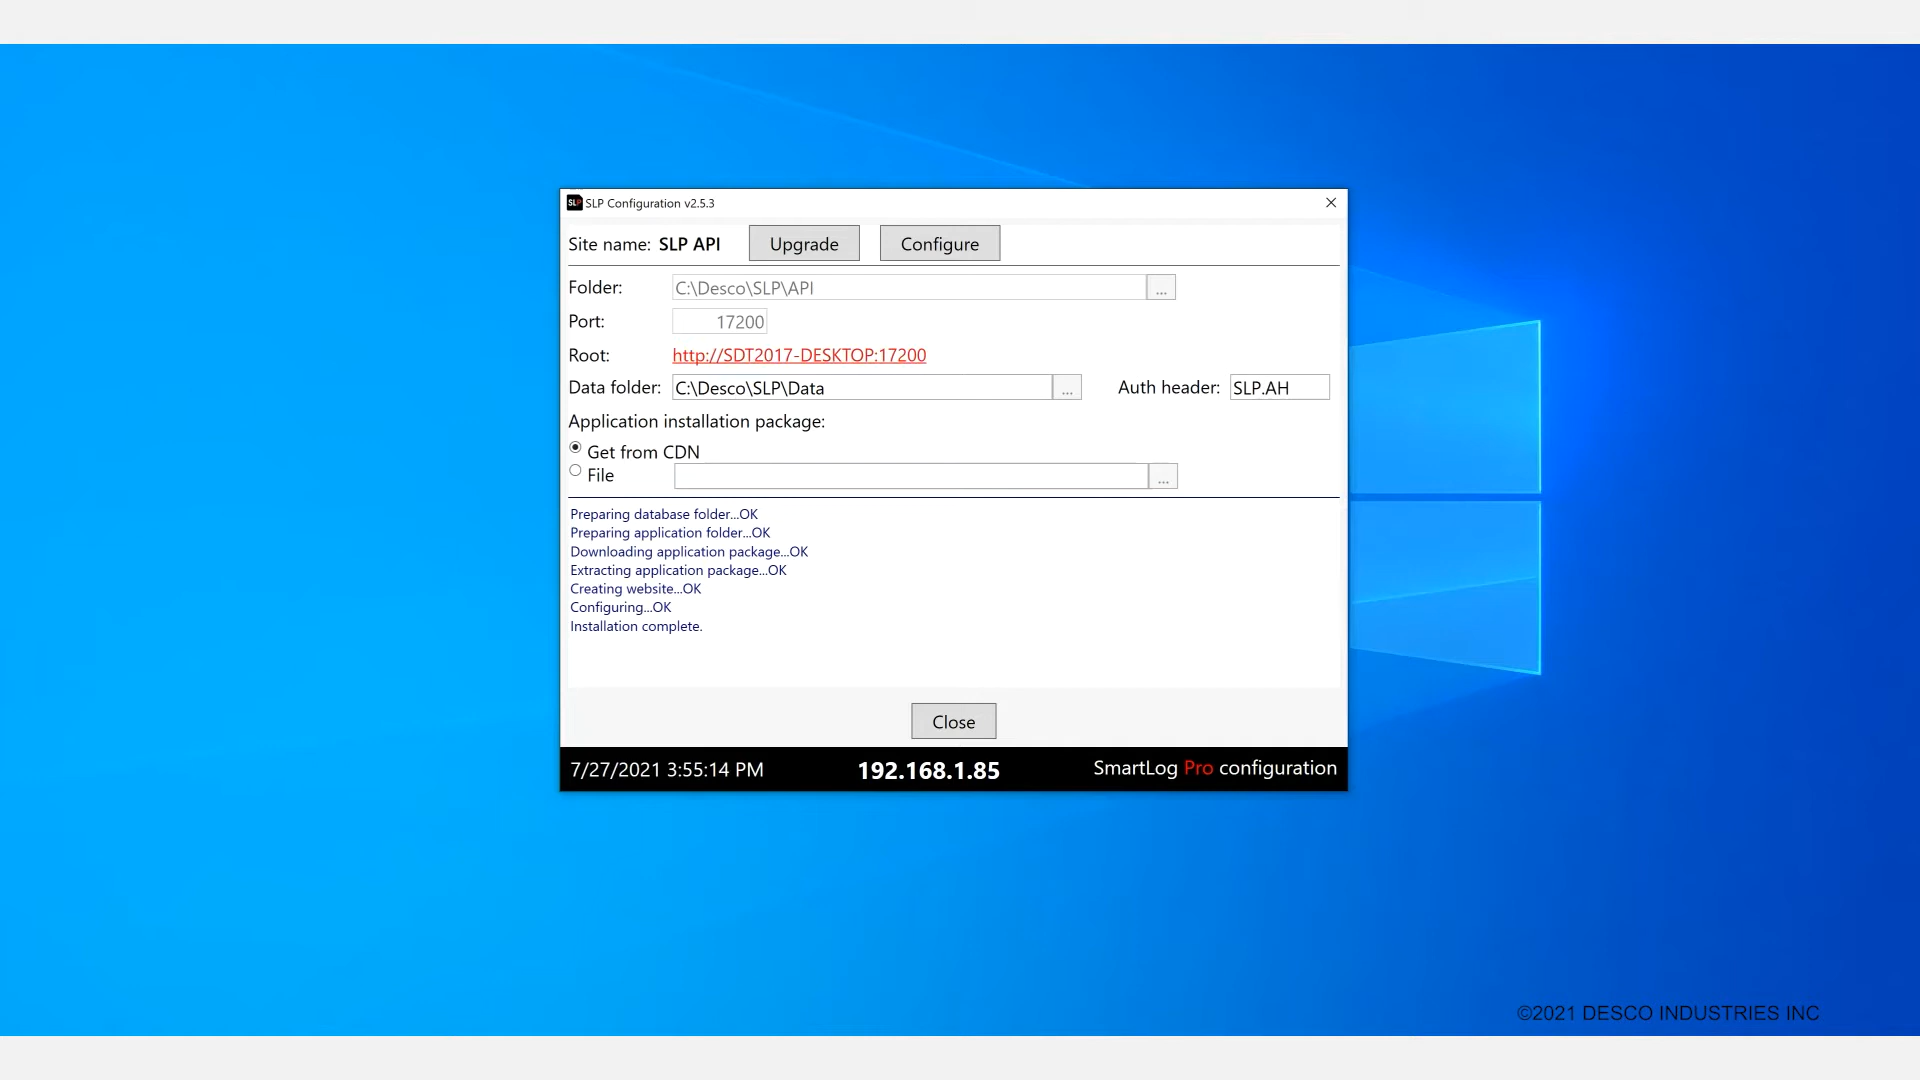 SLP SLP Configuration v2.5.3
Site name: SLP API Upgrade Configure
Folder: C:\Desco\SLP\API ...
Port: 17200
Root: http://SDT2017-DESKTOP:17200
Data folder: C:\Desco\SLP\Data ... Auth header: SLP.AH
Application installation package:
Get from CDN
File ...
Preparing database folder...OK
Preparing application folder...OK
Downloading application package...OK
Extracting application package...OK
Creating website...OK
Configuring...OK
Installation complete.
Close
7/27/2021 3:55:14 PM 192.168.1.85 SmartLog Pro configuration
©2021 DESCO INDUSTRIES INC